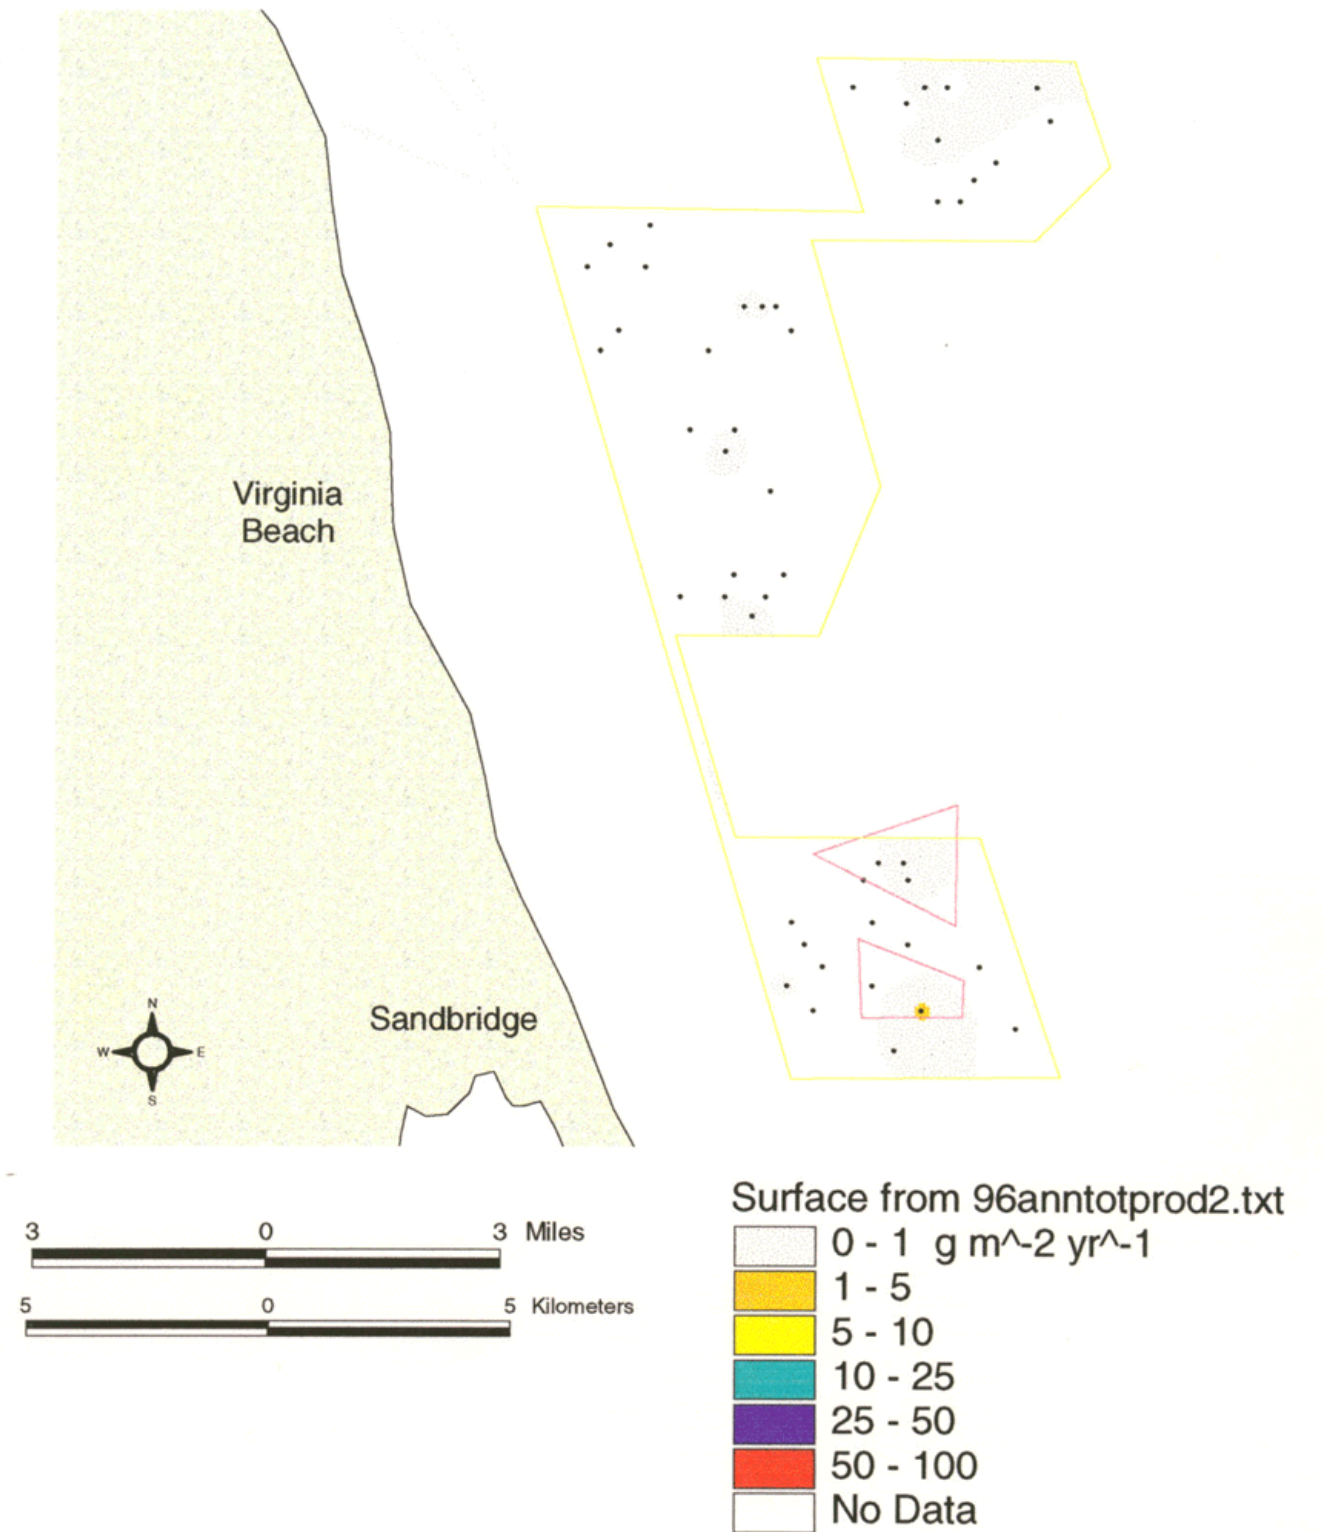 Virginia
Beach
Sandbridge
N
W E
S
3 0 3 Miles
5 0 5 Kilometers
Surface from 96anntotprod2.txt
0 - 1 g m^-2 yr^-1
1 - 5
5 - 10
10 - 25
25 - 50
50 - 100
No Data